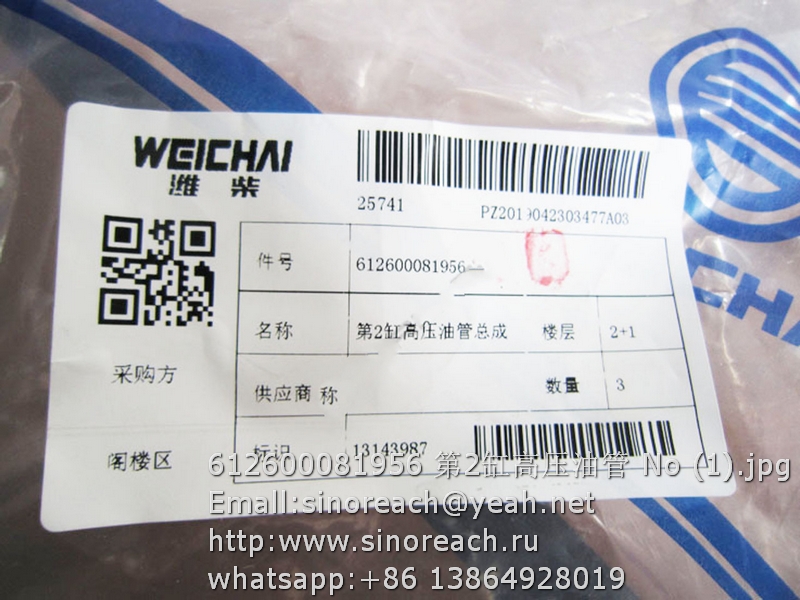 WEICHAI
潍柴
25741 PZ2019042303477A03
件号 612600081956
名称 第2缸高压油管总成 楼层 2+1
采购方
供应商称 数量 3
阁楼区
标识 13143987
CHA
612600081956 第2缸高压油管 No (1).jpg
Email:sinoreach@yeah.net
http:www.sinoreach.ru
whatsapp:+86 13864928019